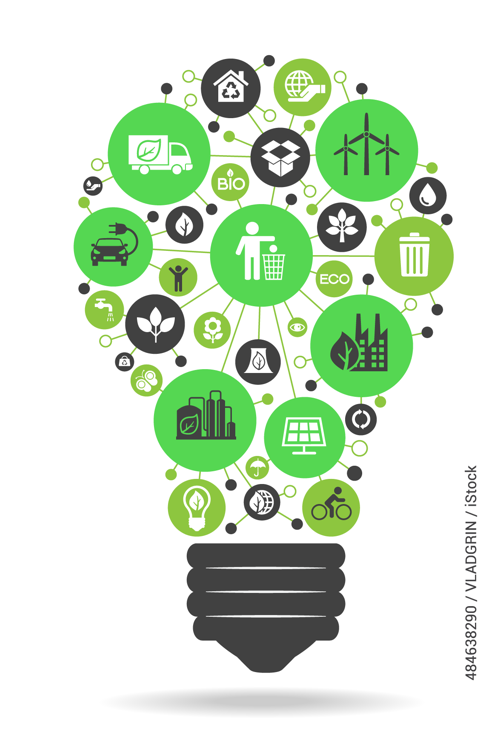 BIO
ECO
484638290 / VLADGRIN / iStock